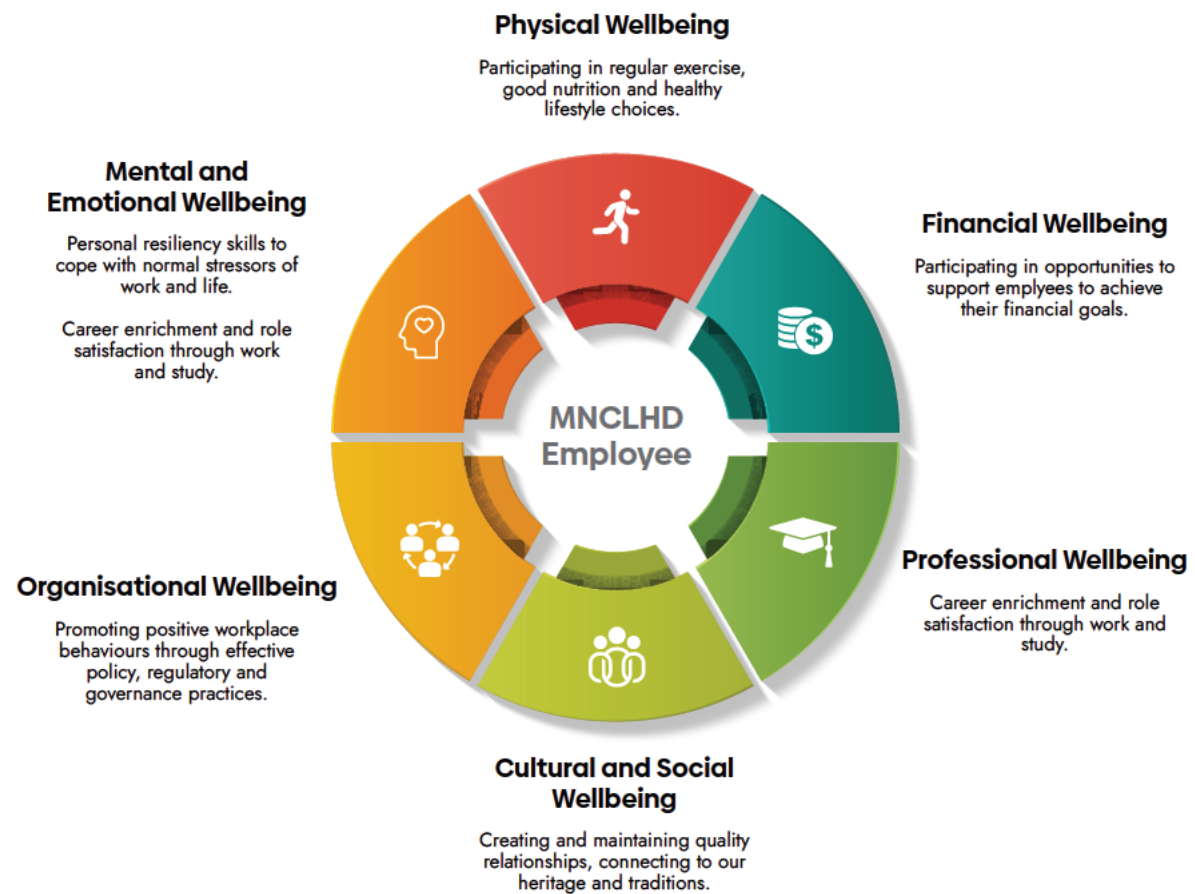 Physical Wellbeing
Participating in regular exercise,
good nutrition and healthy
lifestyle choices.
Mental and
Emotional Wellbeing
Personal resiliency skills to
cope with normal stressors of
work and life.
Career enrichment and role
satisfaction through work
and study.
Financial Wellbeing
Participating in opportunities to
support emplyees to achieve
their financial goals.
$
MNCLHD
Employee
Organisational Wellbeing
Promoting positive workplace
behaviours through effective
policy, regulatory and
governance practices.
Professional Wellbeing
Career enrichment and role
satisfaction through work and
study.
Cultural and Social
Wellbeing
Creating and maintaining quality
relationships, connecting to our
heritage and traditions.